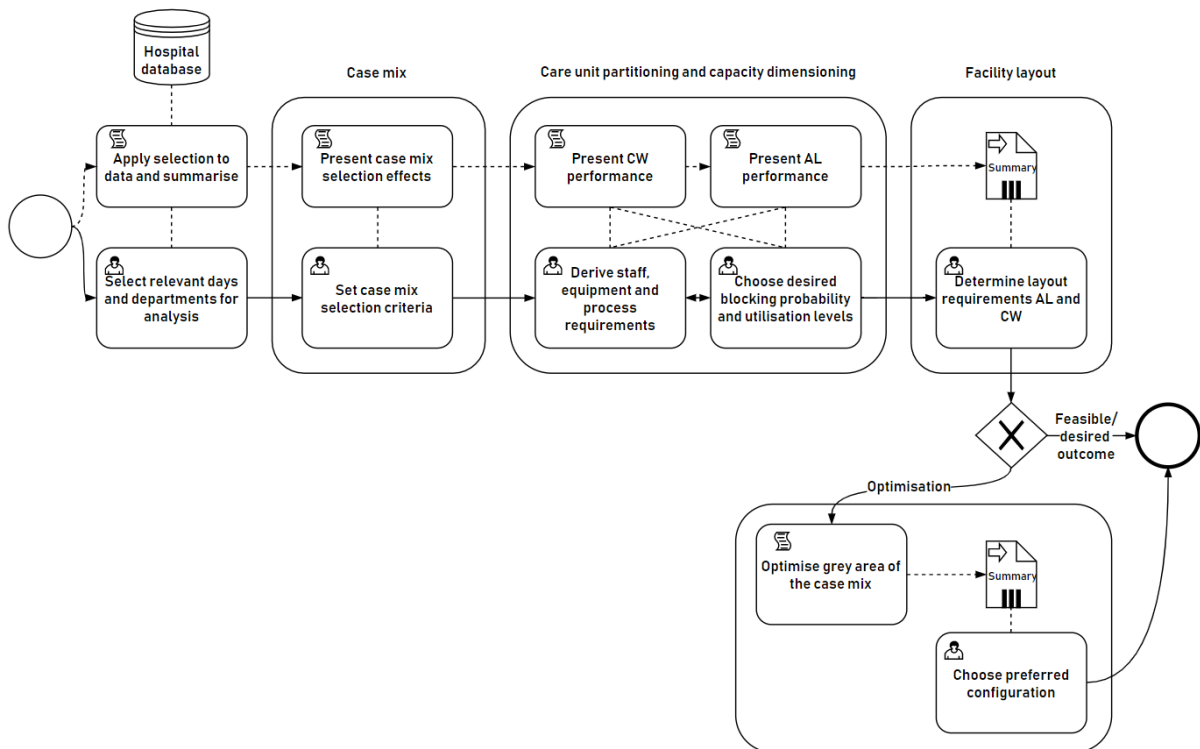 Hospital
database
Case mix
Care unit partitioning and capacity dimensioning
Facility layout
Apply selection to
data and summarise
Present case mix
selection effects
Present CW
performance
Present AL
performance
Summary
Select relevant days
and departments for
analysis
Set case mix
selection criteria
Derive staff,
equipment and
process requirements
Choose desired
blocking probability
and utilisation levels
Determine layout
requirements AL and
CW
Feasible/
desired
outcome
Optimisation
Optimise grey area of
the case mix
Summary
Choose preferred
configuration